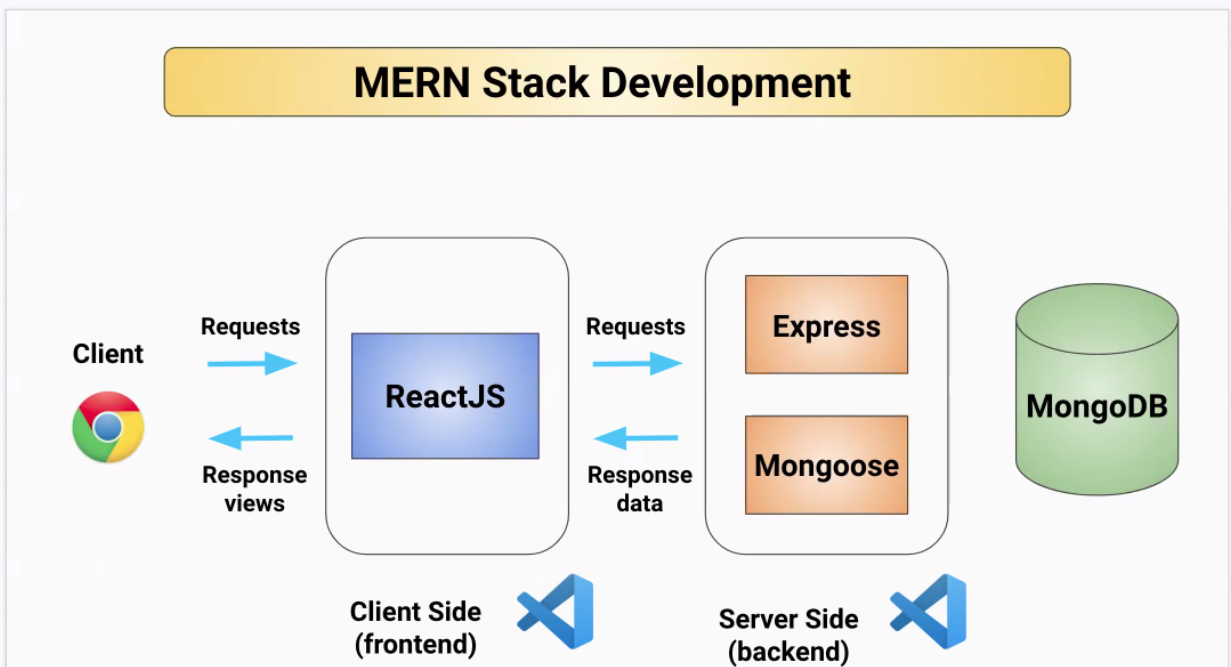 MERN Stack Development
Client
Requests
Response
views
ReactJS
Client Side
(frontend)
Requests
Response
data
Express
Mongoose
Server Side
(backend)
MongoDB